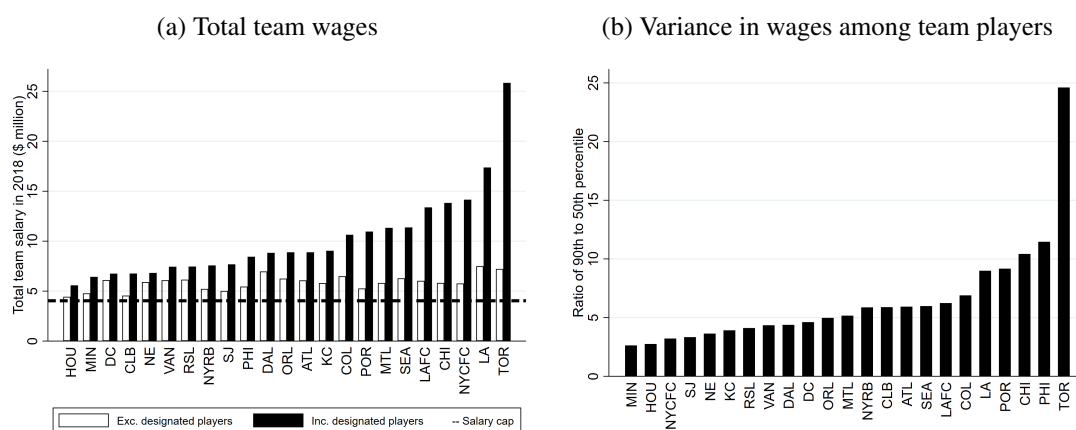 (a) Total team wages
Total team salary in 2018 ($ million)
0
5
10
15
20
25
HOU
MIN
DC
CLB
NE
VAN
RSL
NYRB
SJ
PHI
DAL
ORL
ATL
KC
COL
POR
MTL
SEA
LAFC
CHI
NYCFC
LA
TOR
Exc. designated players
Inc. designated players
Salary cap
(b) Variance in wages among team players
Ratio of 90th to 50th percentile
0
5
10
15
20
25
MIN
HOU
NYCFC
SJ
NE
KC
RSL
VAN
DAL
DC
ORL
MTL
NYRB
CLB
ATL
SEA
LAFC
COL
LA
POR
CHI
PHI
TOR